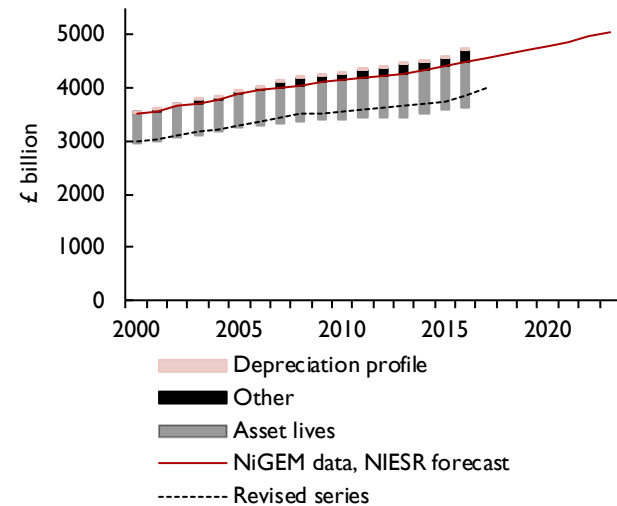 5000
4000
3000
2000
1000
0
£ billion
2000 2005 2010 2015 2020
Depreciation profile
Other
Asset lives
NiGEM data, NIESR forecast
Revised series